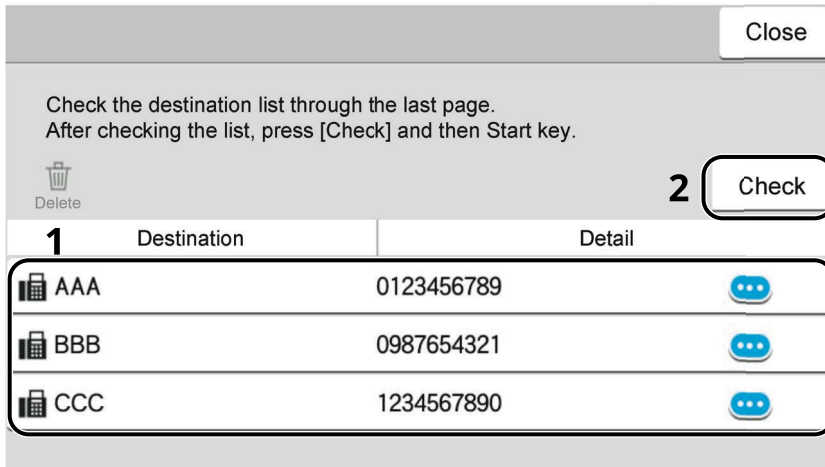 Close
Check the destination list through the last page.
After checking the list, press [Check] and then Start key.
Delete
2 Check
1 Destination Detail
AAA 0123456789
BBB 0987654321
CCC 1234567890